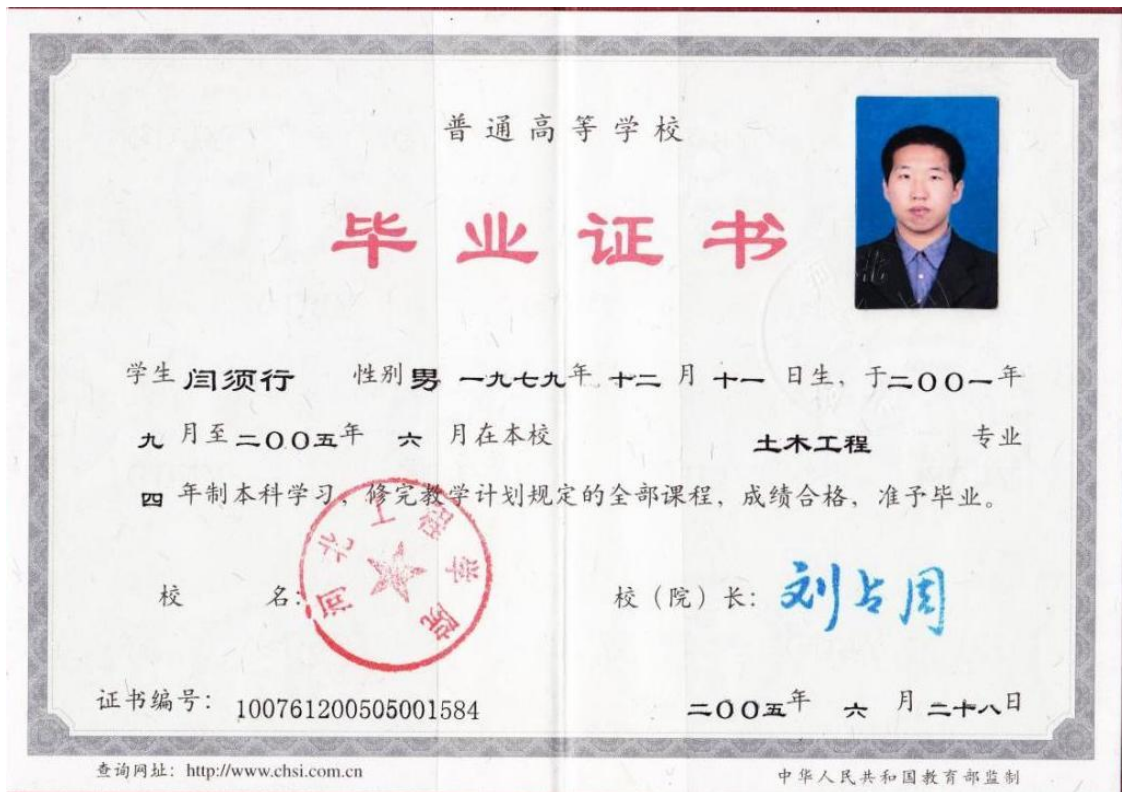 普通高等学校
毕业证书
学生 闫须行 性别 男 一九七九年 十二 月 十一 日生，于二〇〇一年
九 月至二〇〇五年 六 月在本校 土木工程 专业
四 年制本科学习，修完教学计划规定的全部课程，成绩合格，准予毕业。
河北工程学院
校 名： 校（院）长： 刘占周
证书编号： 100761200505001584 二〇〇五年 六 月 二十八日
查询网址：http://www.chsi.com.cn 中华人民共和国教育部监制